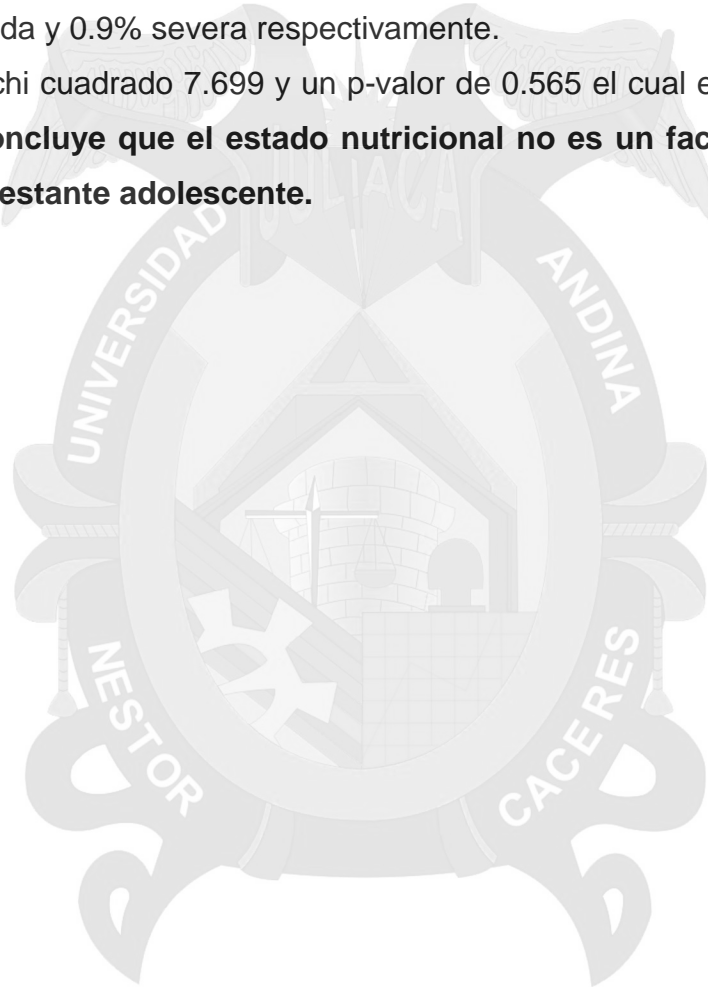 da y 0.9% severa respectivamente.
chi cuadrado 7.699 y un p-valor de 0.565 el cual e
oncluye que el estado nutricional no es un fac
estante adolescente.
JULIACA
UNIVERSIDAD
ANDINA
NESTOR
CACERES